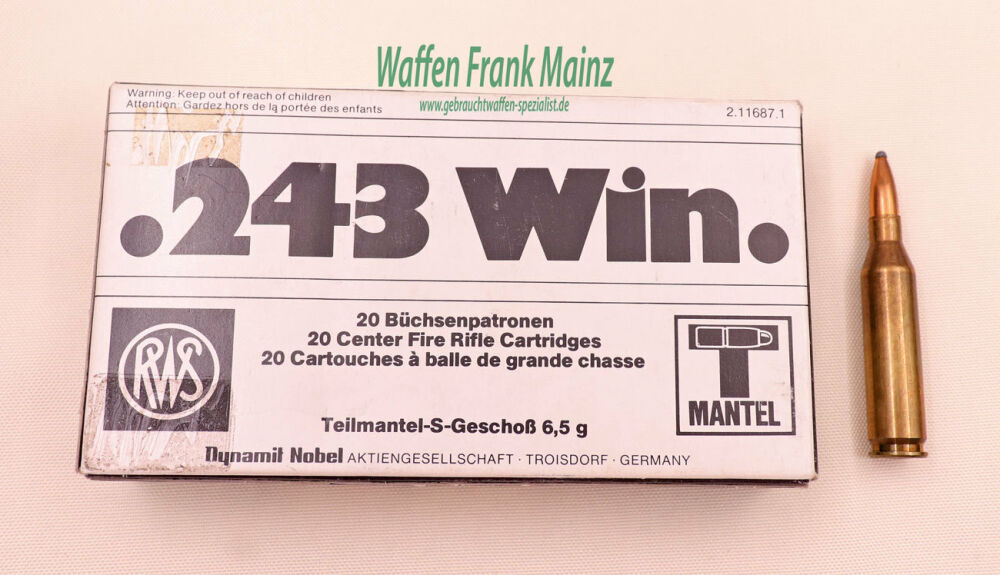 Waffen Frank Mainz
www.gebrauchtwaffen-spezialist.de
Warning: Keep out of reach of children
Attention: Gardez hors de la portée des enfants
2.11687.1
.243 Win.
20 Büchsenpatronen
20 Center Fire Rifle Cartridges
20 Cartouches à balle de grande chasse
RWS
T
MANTEL
Teilmantel-S-Geschoß 6,5 g
Dynamit Nobel AKTIENGESELLSCHAFT · TROISDORF · GERMANY